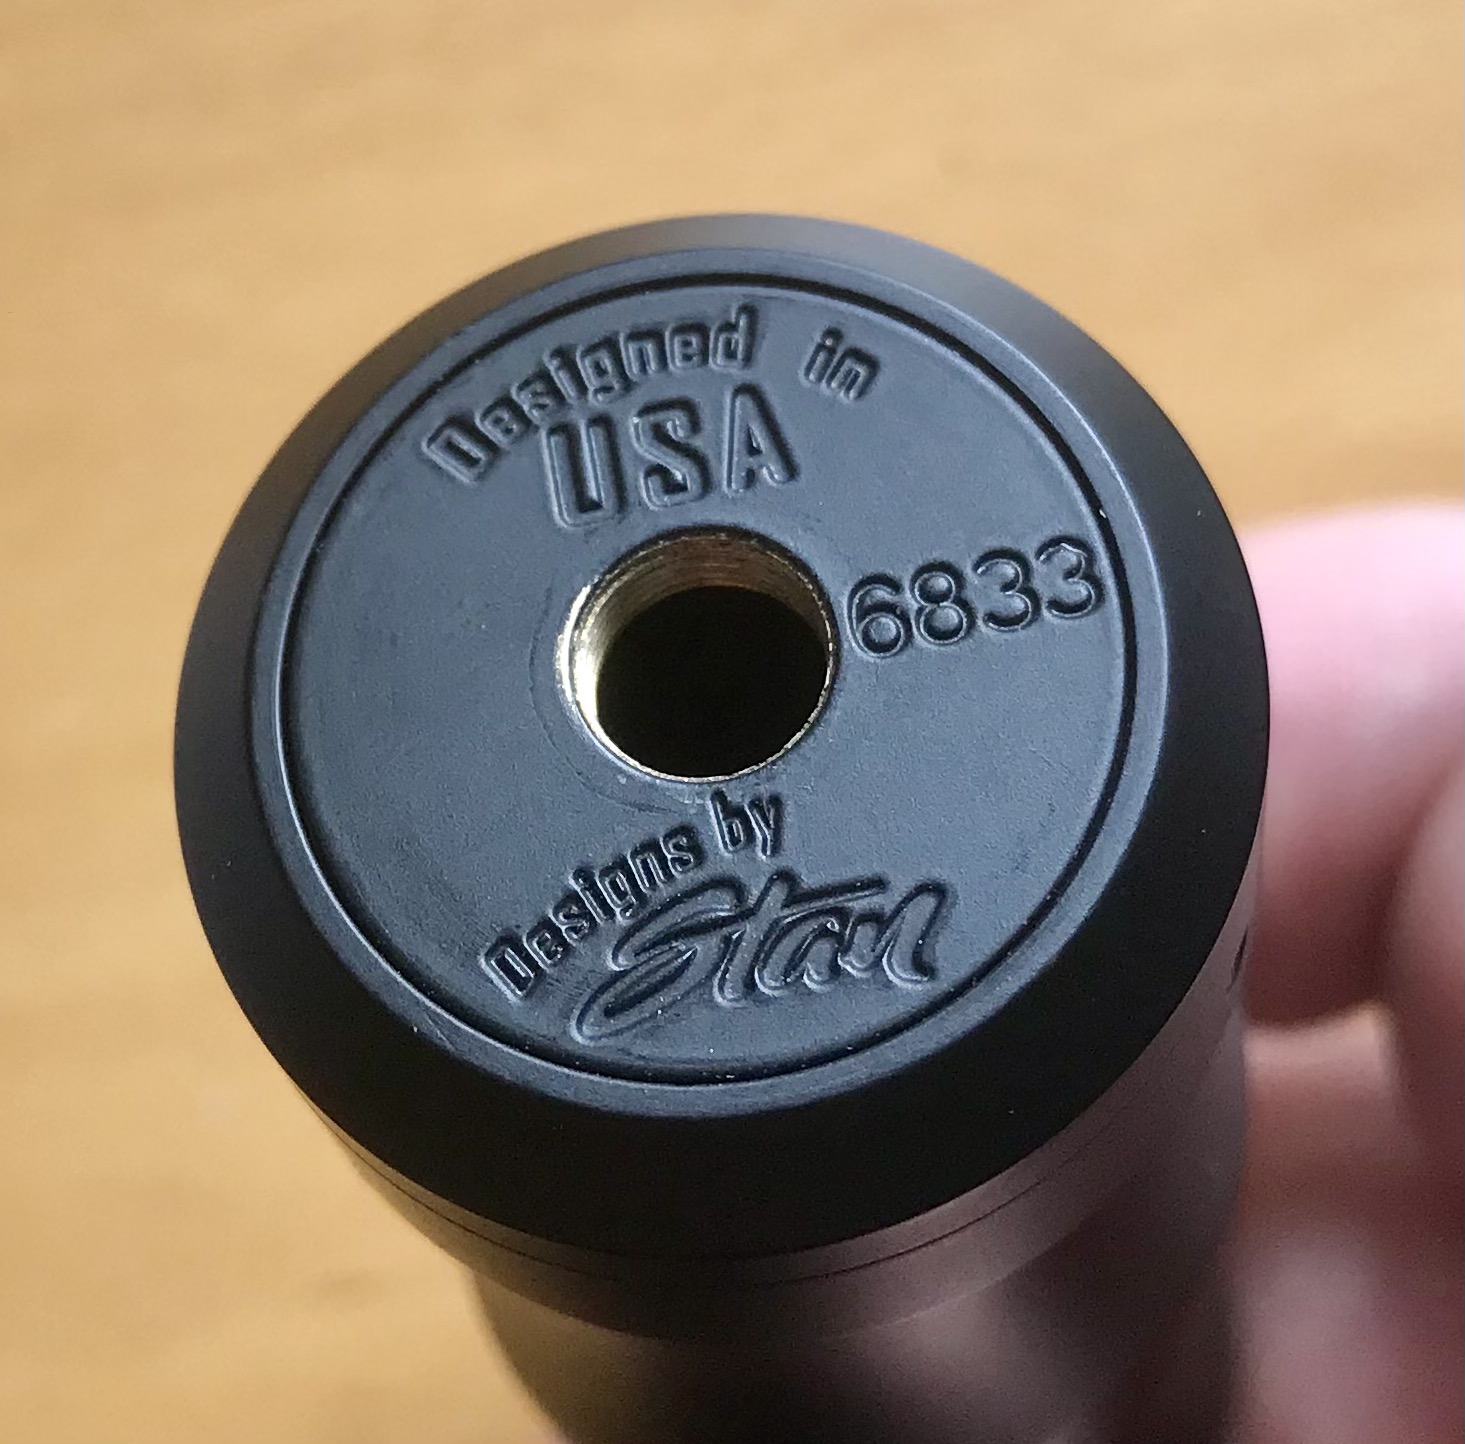 Designed in
USA
6833
Designs by
Stan